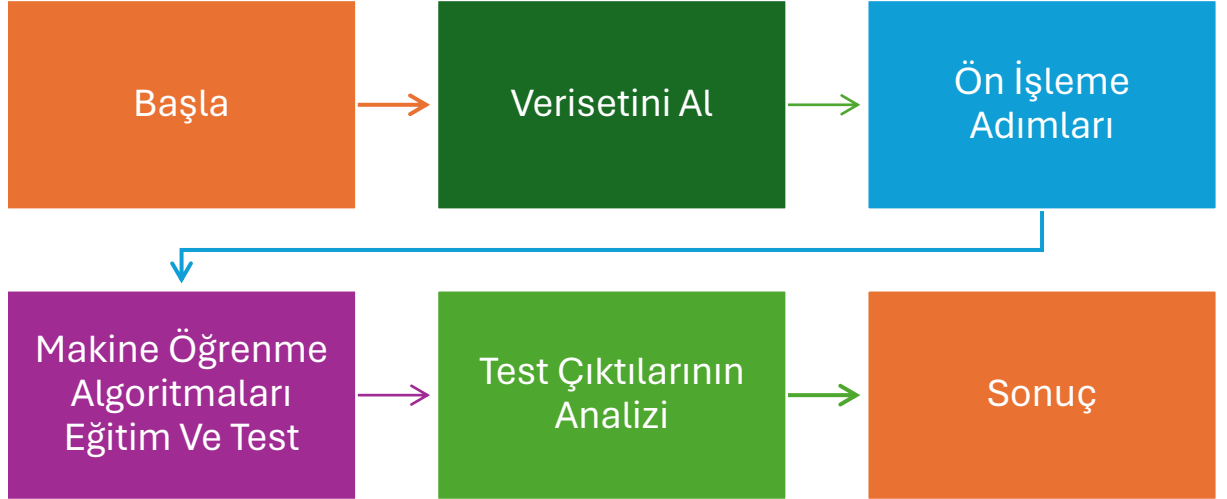 Başla
Verisetini Al
Ön İşleme
Adımları
Makine Öğrenme
Algoritmaları
Eğitim Ve Test
Test Çıktılarının
Analizi
Sonuç